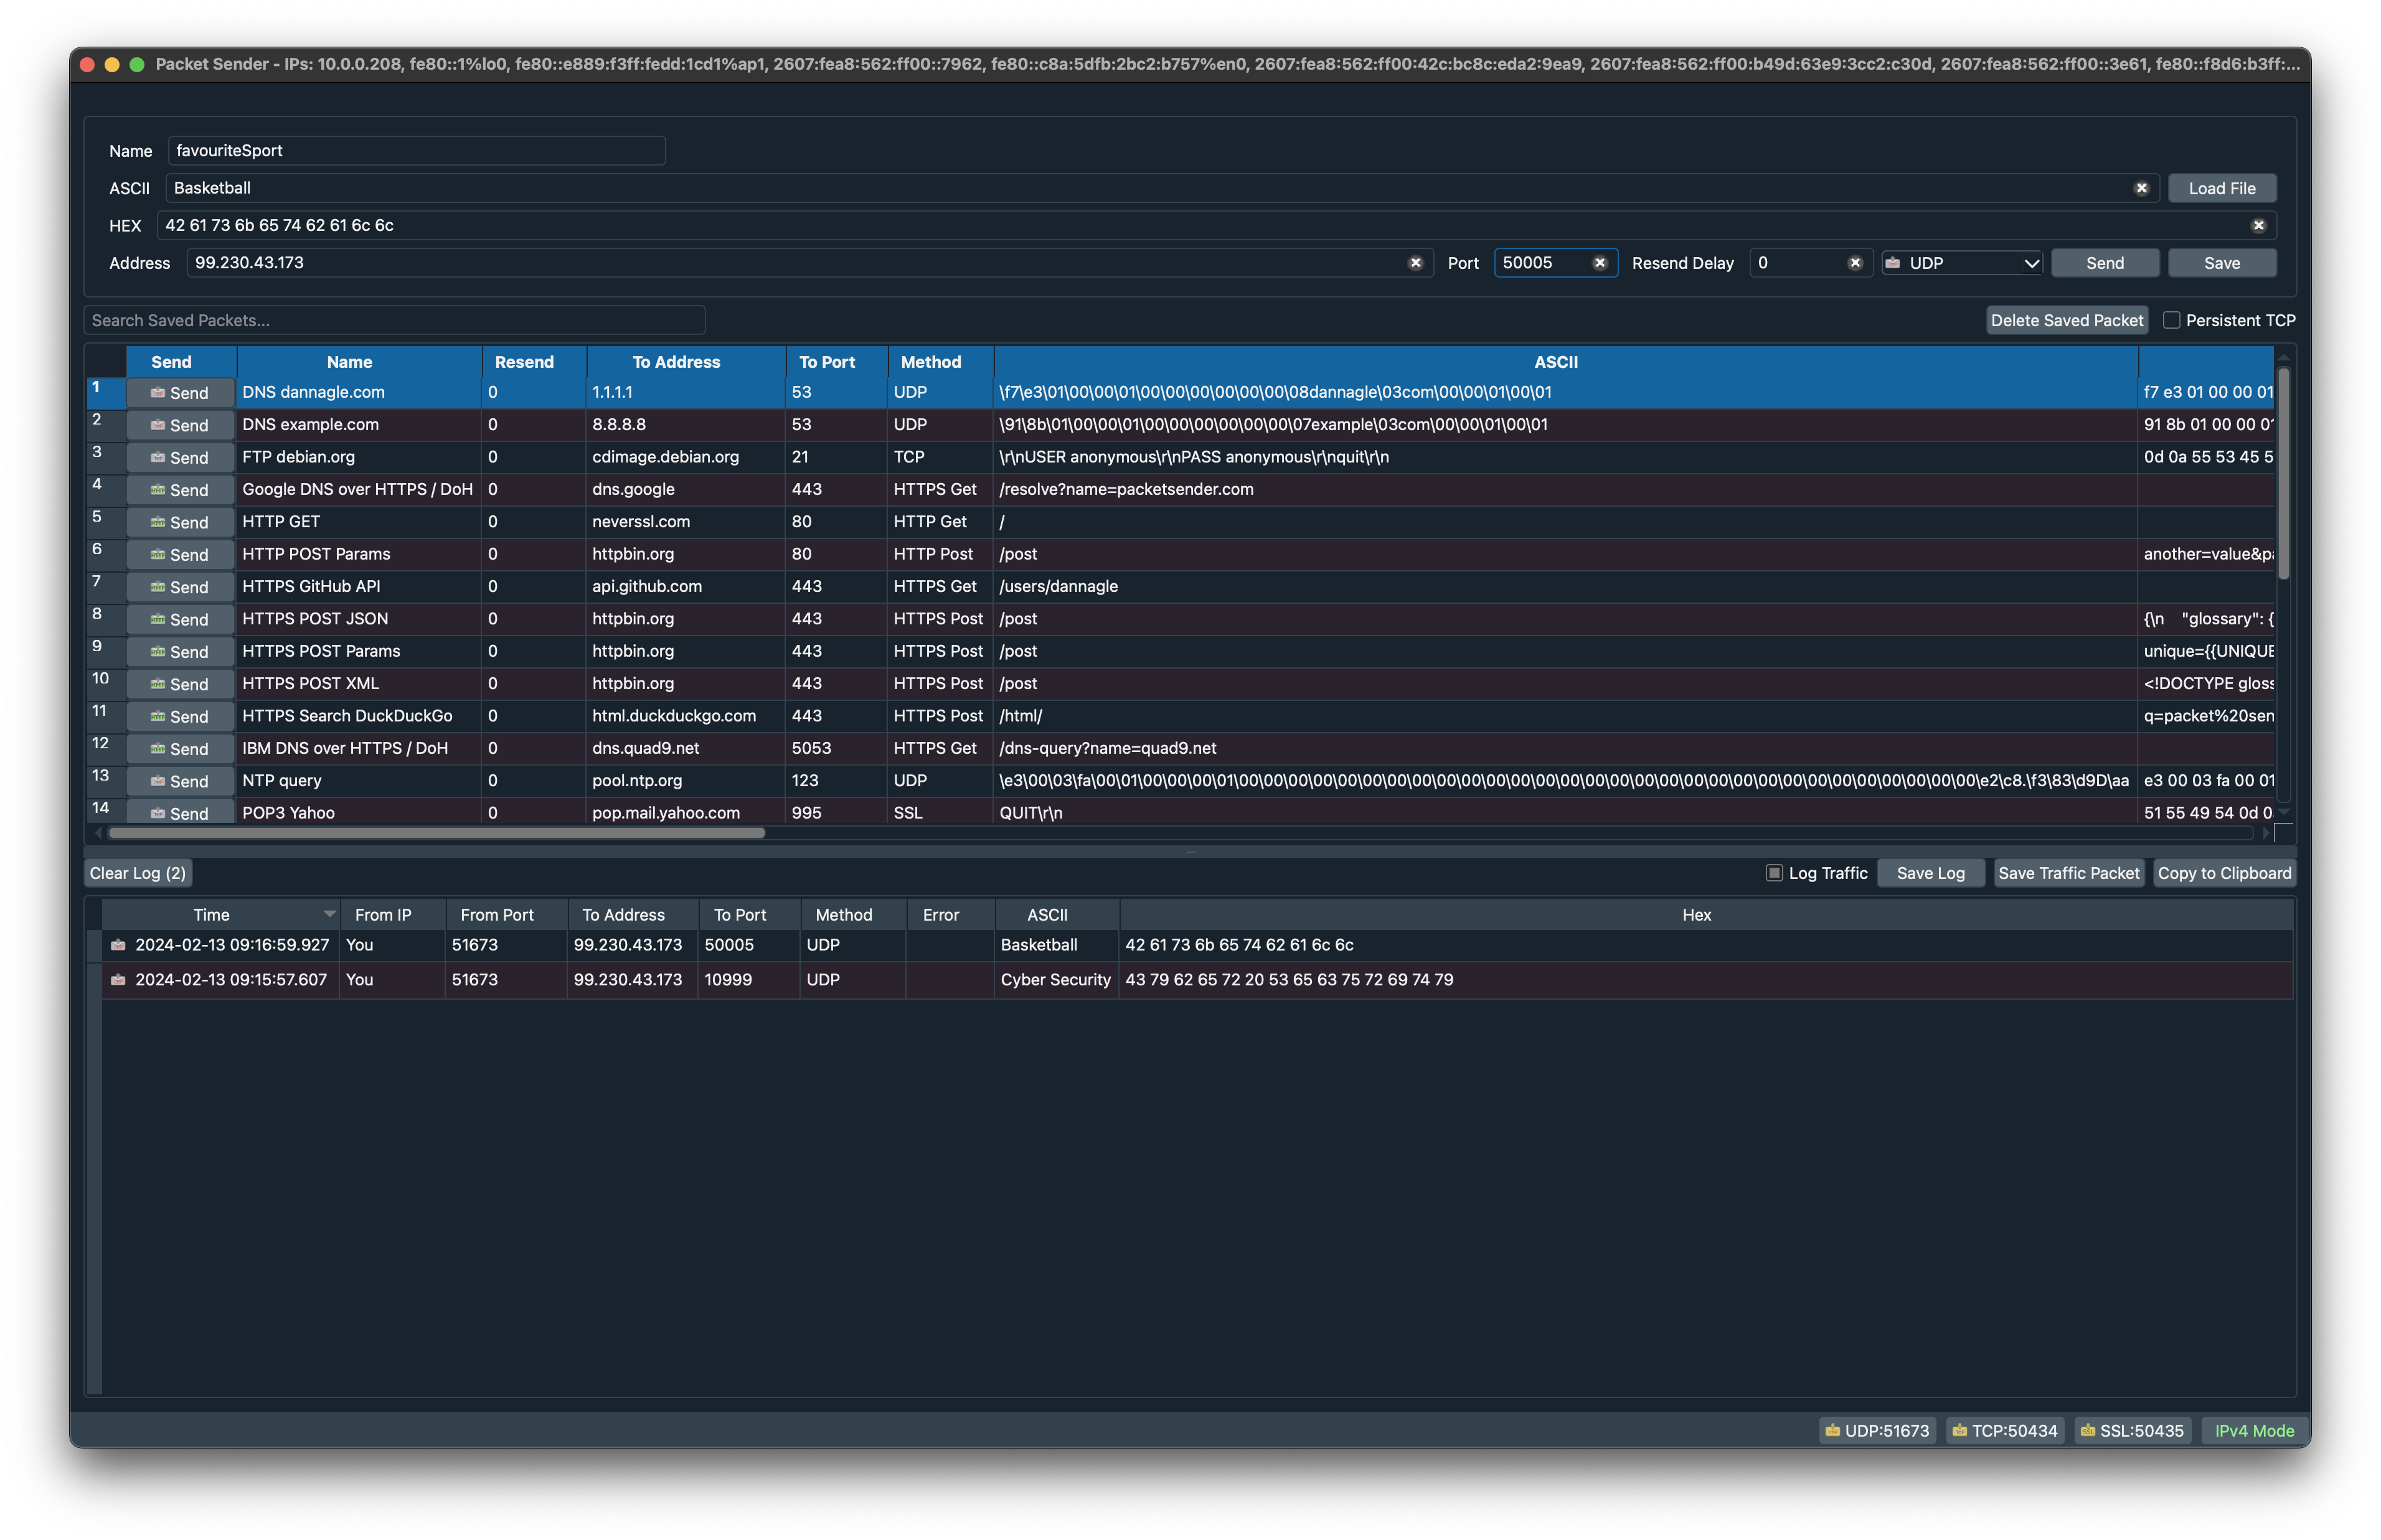 Packet Sender - IPs: 10.0.0.208, fe80::1%lo0, fe80::e889:f3ff:fedd:1cd1%ap1, 2607:fea8:562:ff00::7962, fe80::c8a:5dfb:2bc2:b757%en0, 2607:fea8:562:ff00:42c:bc8c:eda2:9ea9, 2607:fea8:562:ff00:b49d:63e9:3cc2:c30d, 2607:fea8:562:ff00::3e61, fe80::f8d6:b3ff:...
Name favouriteSport
ASCII Basketball Load File
HEX 42 61 73 6b 65 74 62 61 6c 6c
Address 99.230.43.173 Port 50005 Resend Delay 0 UDP Send Save
Search Saved Packets... Delete Saved Packet Persistent TCP
Send Name Resend To Address To Port Method ASCII
1 Send DNS dannagle.com 0 1.1.1.1 53 UDP \f7\e3\01\00\00\01\00\00\00\00\00\00\08dannagle\03com\00\00\01\00\01 f7 e3 01 00 00 01
2 Send DNS example.com 0 8.8.8.8 53 UDP \91\8b\01\00\00\01\00\00\00\00\00\00\07example\03com\00\00\01\00\01 91 8b 01 00 00 01
3 Send FTP debian.org 0 cdimage.debian.org 21 TCP \r\nUSER anonymous\r\nPASS anonymous\r\nquit\r\n 0d 0a 55 53 45 5
4 Send Google DNS over HTTPS / DoH 0 dns.google 443 HTTPS Get /resolve?name=packetsender.com
5 Send HTTP GET 0 neverssl.com 80 HTTP Get /
6 Send HTTP POST Params 0 httpbin.org 80 HTTP Post /post another=value&pa
7 Send HTTPS GitHub API 0 api.github.com 443 HTTPS Get /users/dannagle
8 Send HTTPS POST JSON 0 httpbin.org 443 HTTPS Post /post {\n "glossary": {
9 Send HTTPS POST Params 0 httpbin.org 443 HTTPS Post /post unique={{UNIQUE
10 Send HTTPS POST XML 0 httpbin.org 443 HTTPS Post /post <!DOCTYPE gloss
11 Send HTTPS Search DuckDuckGo 0 html.duckduckgo.com 443 HTTPS Post /html/ q=packet%20sen
12 Send IBM DNS over HTTPS / DoH 0 dns.quad9.net 5053 HTTPS Get /dns-query?name=quad9.net
13 Send NTP query 0 pool.ntp.org 123 UDP \e3\00\03\fa\00\01\00\00\00\01\00\00\00\00\00\00\00\00\00\00\00\00\00\00\00\00\00\00\00\00\00\00\00\00\00\00\00\00\00\00\e2\c8.\f3\83\d9D\aa e3 00 03 fa 00 01
14 Send POP3 Yahoo 0 pop.mail.yahoo.com 995 SSL QUIT\r\n 51 55 49 54 0d 0
Clear Log (2) Log Traffic Save Log Save Traffic Packet Copy to Clipboard
Time From IP From Port To Address To Port Method Error ASCII Hex
2024-02-13 09:16:59.927 You 51673 99.230.43.173 50005 UDP Basketball 42 61 73 6b 65 74 62 61 6c 6c
2024-02-13 09:15:57.607 You 51673 99.230.43.173 10999 UDP Cyber Security 43 79 62 65 72 20 53 65 63 75 72 69 74 79
UDP:51673 TCP:50434 SSL:50435 IPv4 Mode